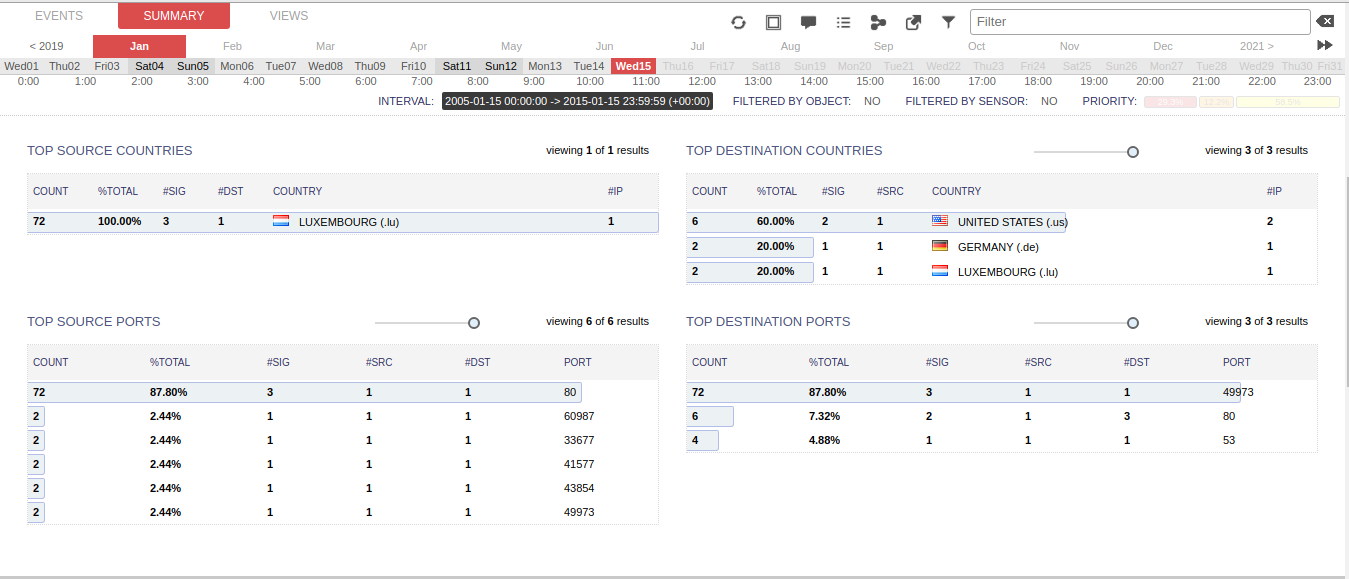 EVENTS SUMMARY VIEWS
Filter
< 2019 Jan Feb Mar Apr May Jun Jul Aug Sep Oct Nov Dec 2021 >
Wed01 Thu02 Fri03 Sat04 Sun05 Mon06 Tue07 Wed08 Thu09 Fri10 Sat11 Sun12 Mon13 Tue14 Wed15 Thu16 Fri17 Sat18 Sun19 Mon20 Tue21 Wed22 Thu23 Fri24 Sat25 Sun26 Mon27 Tue28 Wed29 Thu30 Fri31
0:00 1:00 2:00 3:00 4:00 5:00 6:00 7:00 8:00 9:00 10:00 11:00 12:00 13:00 14:00 15:00 16:00 17:00 18:00 19:00 20:00 21:00 22:00 23:00
INTERVAL: 2005-01-15 00:00:00 -> 2015-01-15 23:59:59 (+00:00) FILTERED BY OBJECT: NO FILTERED BY SENSOR: NO PRIORITY:
TOP SOURCE COUNTRIES viewing 1 of 1 results
COUNT %TOTAL #SIG #DST COUNTRY #IP
72 100.00% 3 1 LUXEMBOURG (.lu) 1
TOP DESTINATION COUNTRIES viewing 3 of 3 results
COUNT %TOTAL #SIG #SRC COUNTRY #IP
6 60.00% 2 1 UNITED STATES (.us) 2
2 20.00% 1 1 GERMANY (.de) 1
2 20.00% 1 1 LUXEMBOURG (.lu) 1
TOP SOURCE PORTS viewing 6 of 6 results
COUNT %TOTAL #SIG #SRC #DST PORT
72 87.80% 3 1 1 80
2 2.44% 1 1 1 60987
2 2.44% 1 1 1 33677
2 2.44% 1 1 1 41577
2 2.44% 1 1 1 43854
2 2.44% 1 1 1 49973
TOP DESTINATION PORTS viewing 3 of 3 results
COUNT %TOTAL #SIG #SRC #DST PORT
72 87.80% 3 1 1 49973
6 7.32% 2 1 3 80
4 4.88% 1 1 1 53